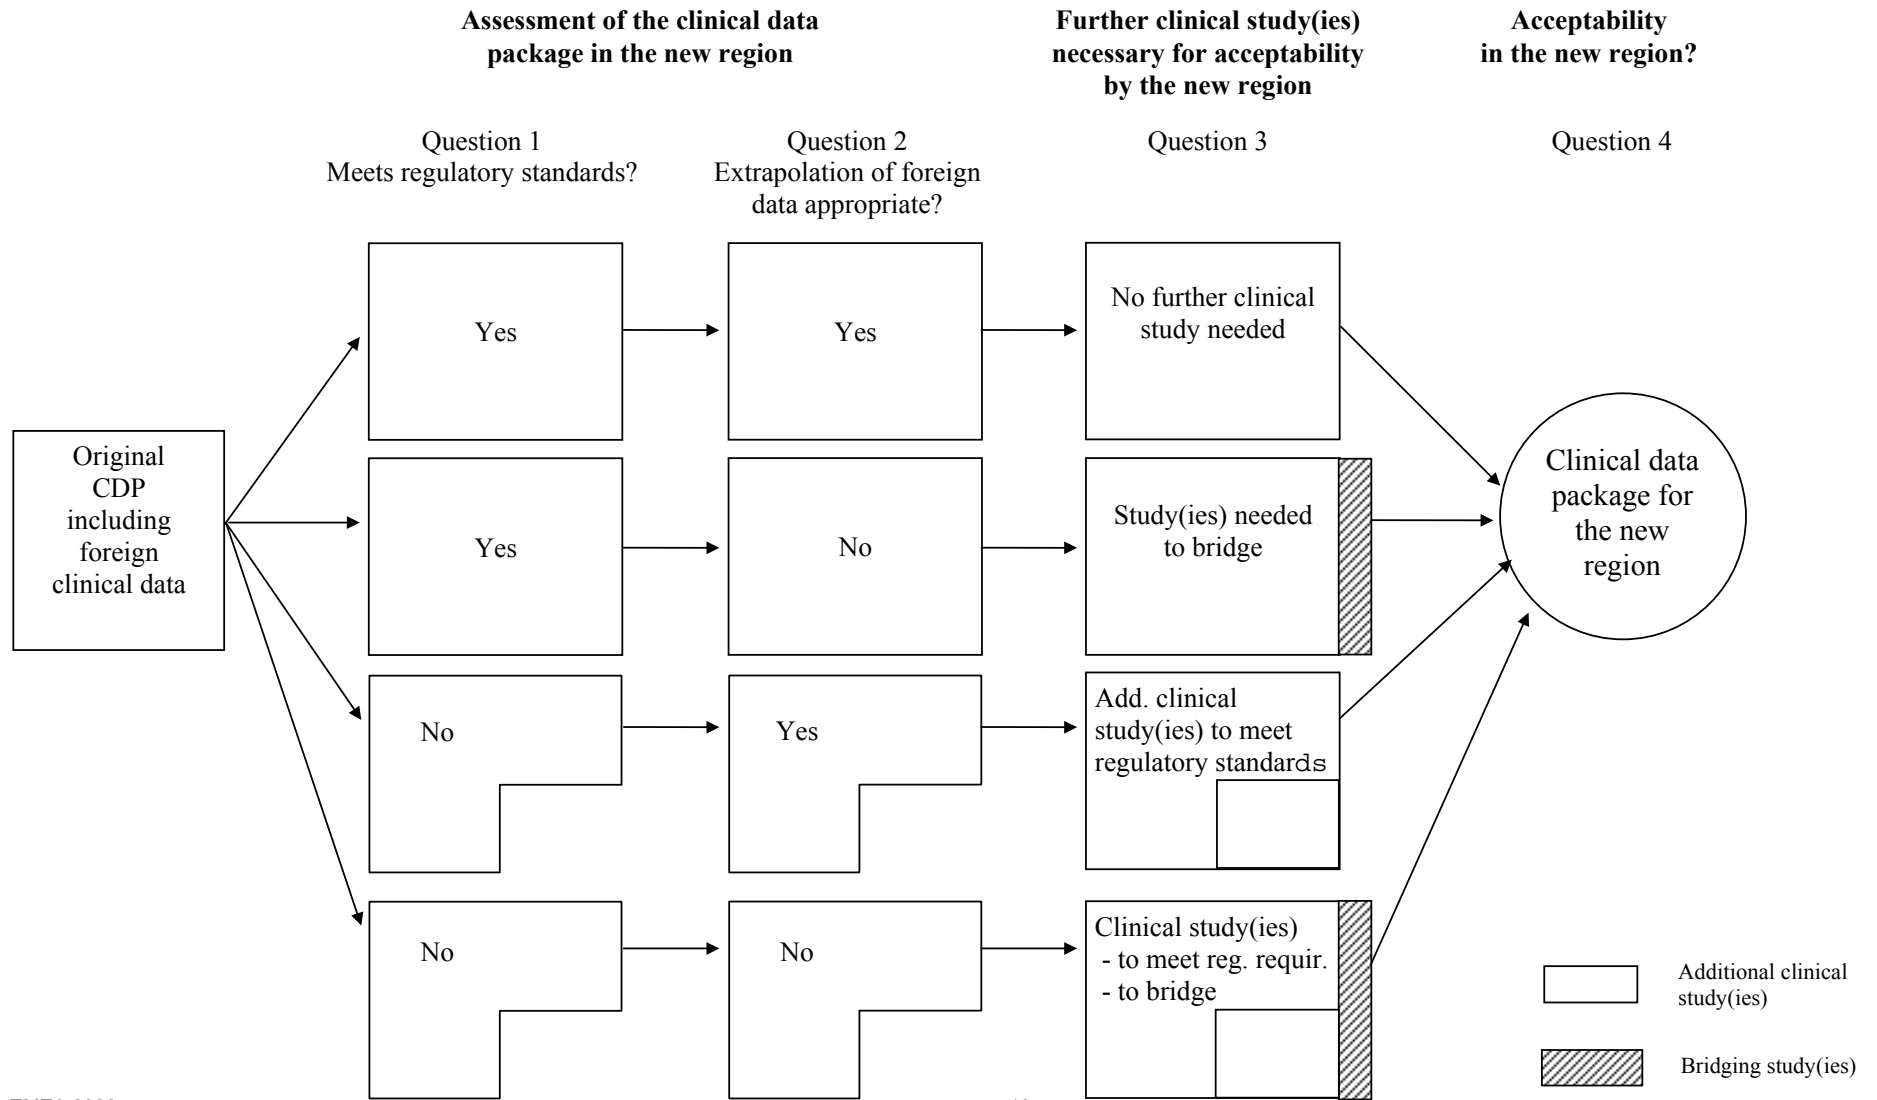 Assessment of the clinical data
package in the new region
Further clinical study(ies)
necessary for acceptability
by the new region
Acceptability
in the new region?
Question 1
Meets regulatory standards?
Question 2
Extrapolation of foreign
data appropriate?
Question 3
Question 4
Original
CDP
including
foreign
clinical data
Yes
Yes
No further clinical
study needed
Yes
No
Study(ies) needed
to bridge
No
Yes
Add. clinical
study(ies) to meet
regulatory standards
No
No
Clinical study(ies)
- to meet reg. requir.
- to bridge
Clinical data
package for
the new
region
Additional clinical
study(ies)
Bridging study(ies)